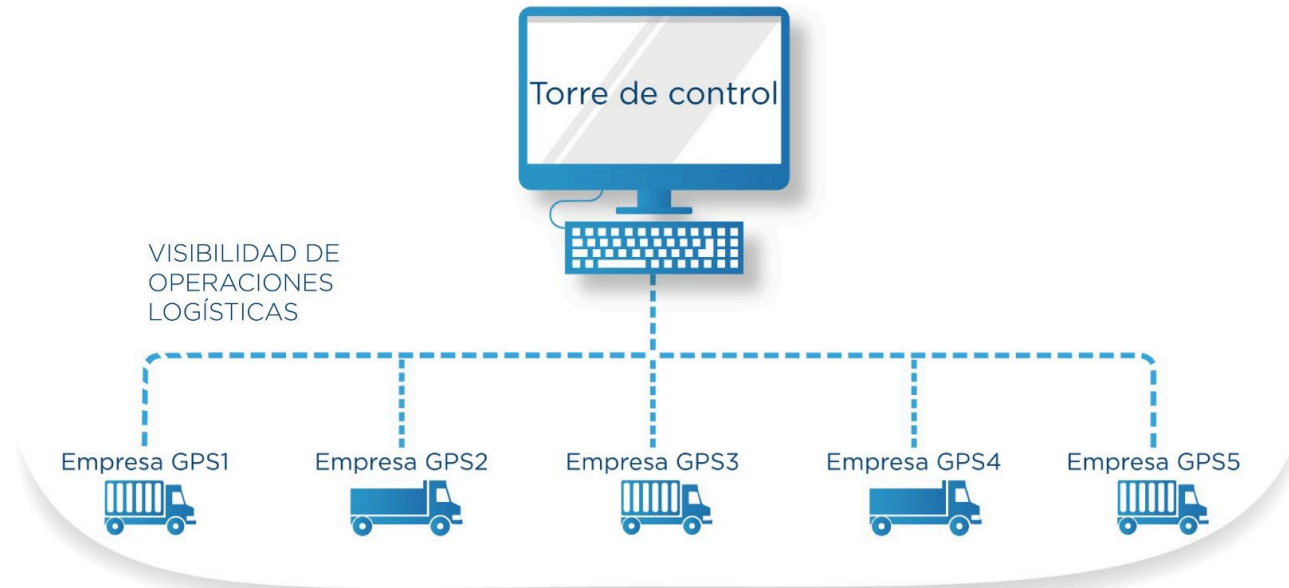 Torre de control
VISIBILIDAD DE
OPERACIONES
LOGÍSTICAS
Empresa GPS1
Empresa GPS2
Empresa GPS3
Empresa GPS4
Empresa GPS5